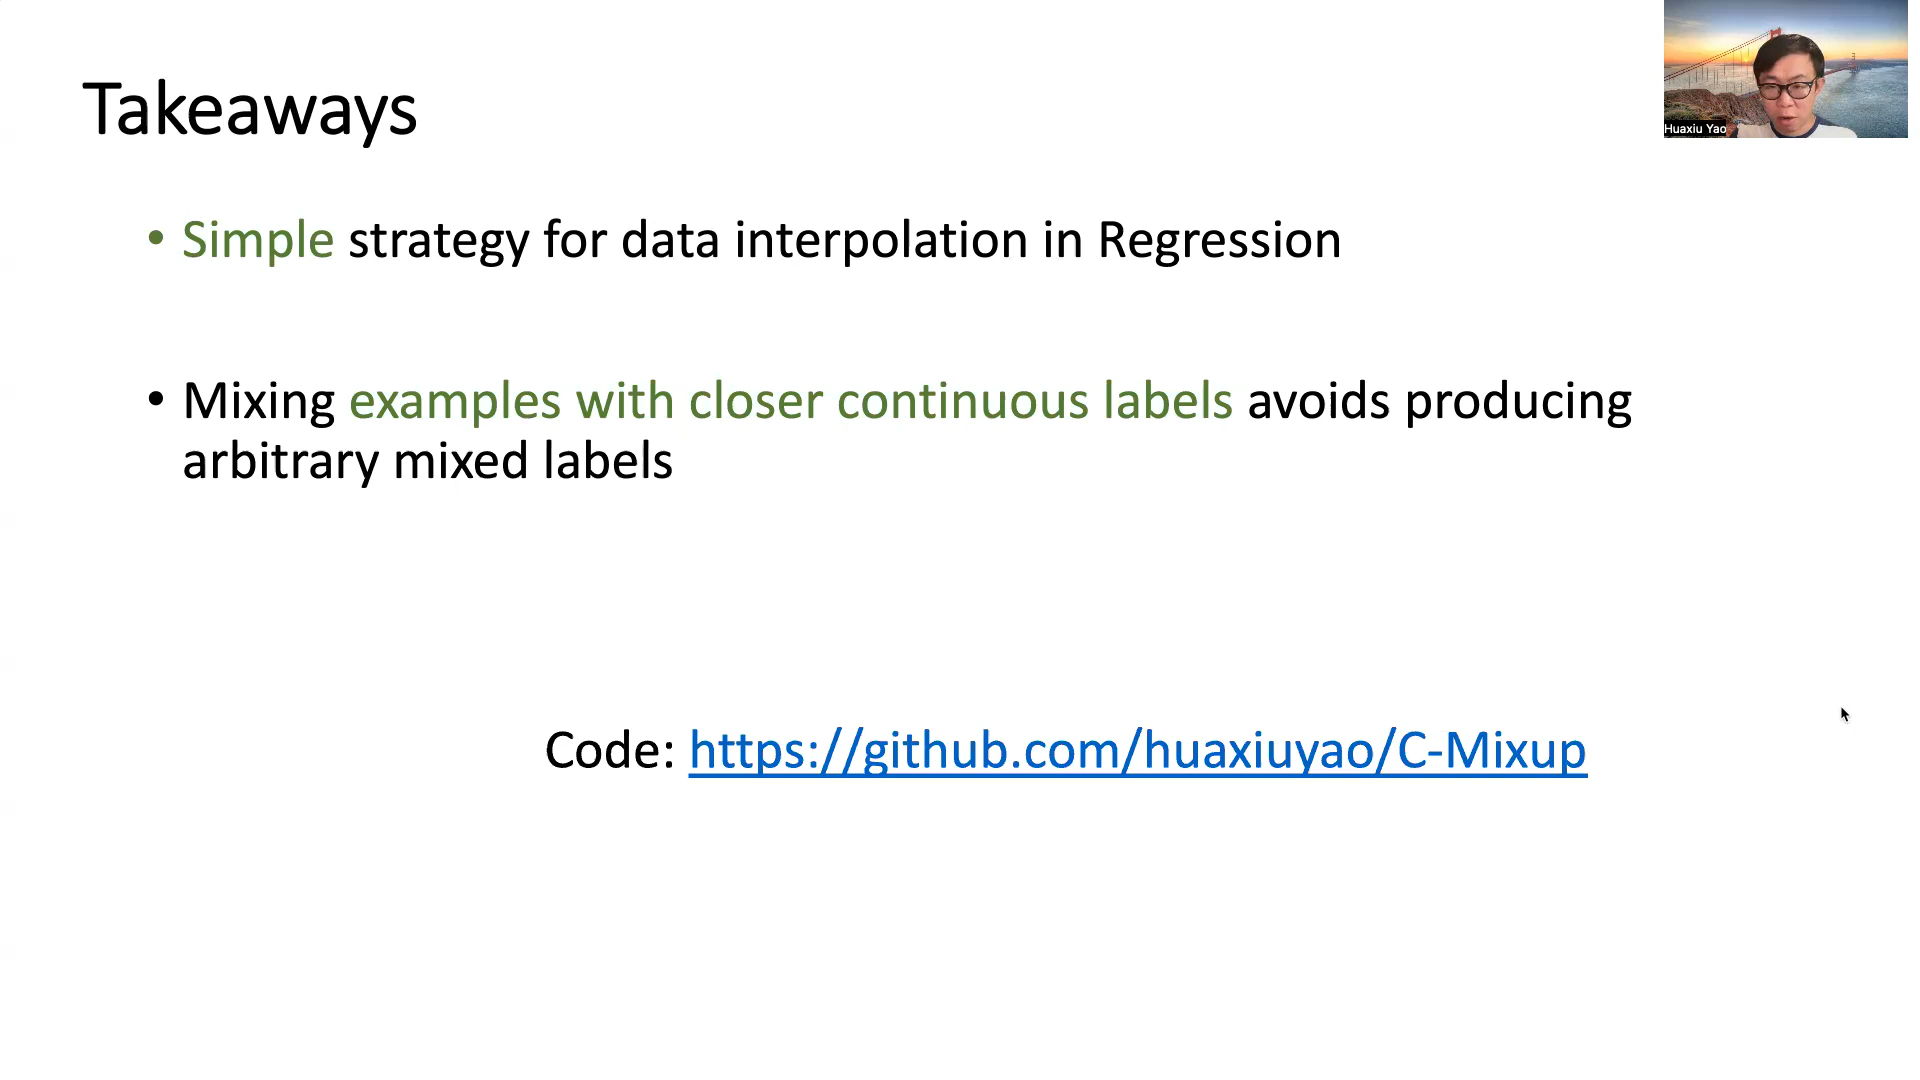 Takeaways
Huaxiu Yao
• Simple strategy for data interpolation in Regression
• Mixing examples with closer continuous labels avoids producing
arbitrary mixed labels
Code: https://github.com/huaxiuyao/C-Mixup